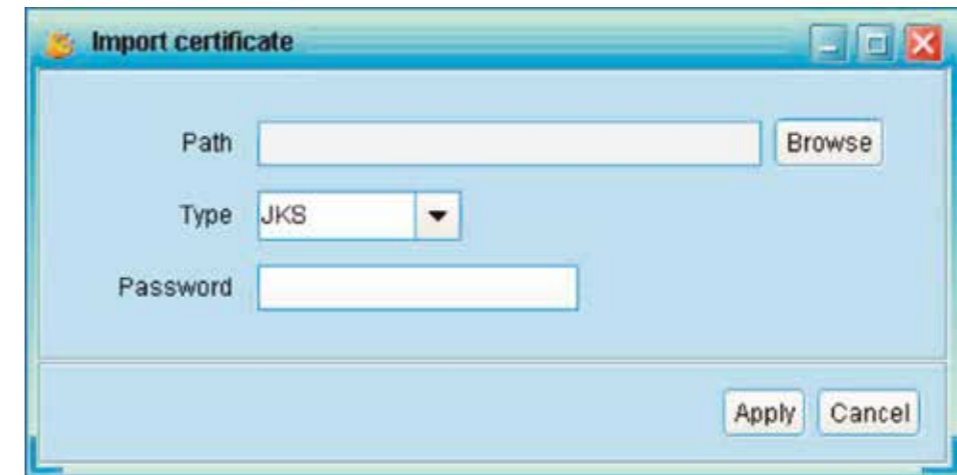 Import certificate
Path Browse
Type JKS
Password
Apply Cancel